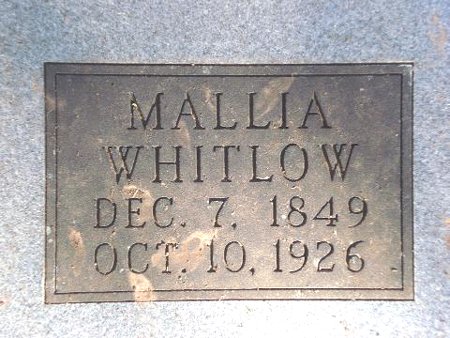 MALLIA
WHITLOW
DEC. 7, 1849
OCT. 10, 1926